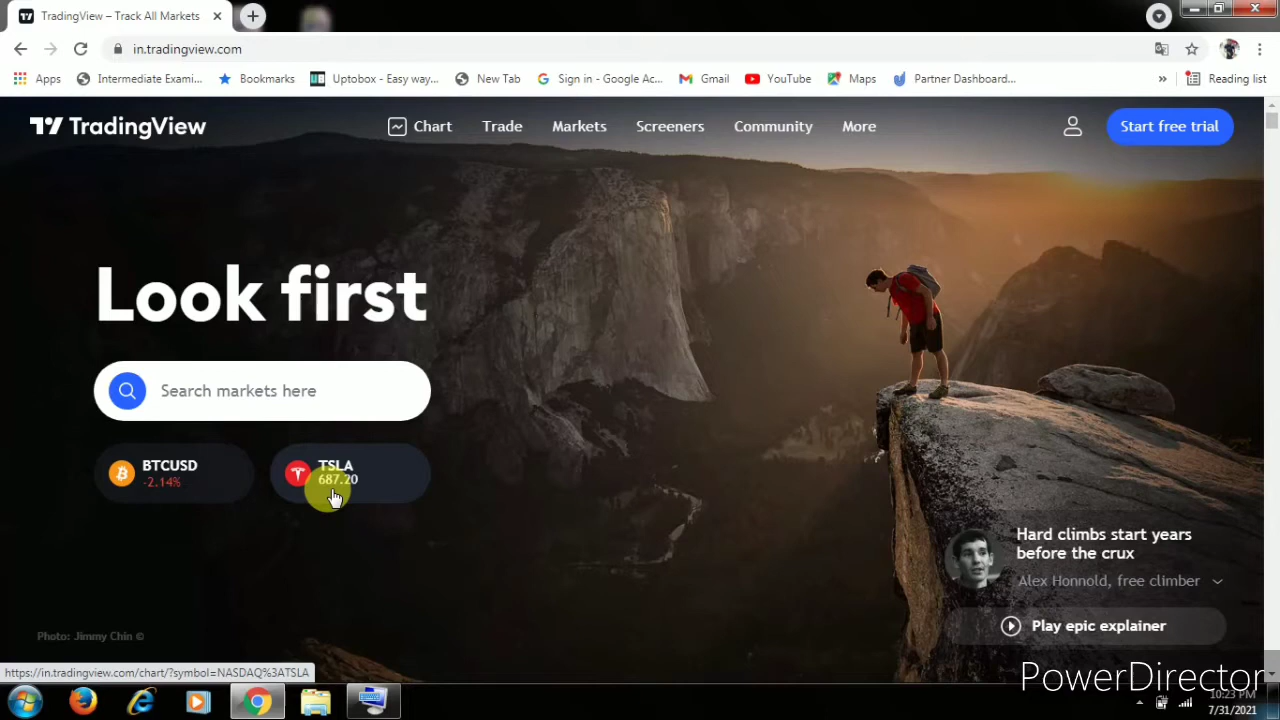 TradingView – Track All Markets
in.tradingview.com
Apps
Intermediate Exami...
Bookmarks
Uptobox - Easy way...
New Tab
Sign in - Google Ac...
Gmail
YouTube
Maps
Partner Dashboard...
»
Reading list
TradingView
Chart
Trade
Markets
Screeners
Community
More
Start free trial
Look first
Search markets here
BTCUSD
-2.14%
TSLA
687.20
Hard climbs start years
before the crux
Alex Honnold, free climber
Play epic explainer
Photo: Jimmy Chin ©
https://in.tradingview.com/chart/?symbol=NASDAQ%3ATSLA
PowerDirector
10:23 PM
7/31/2021